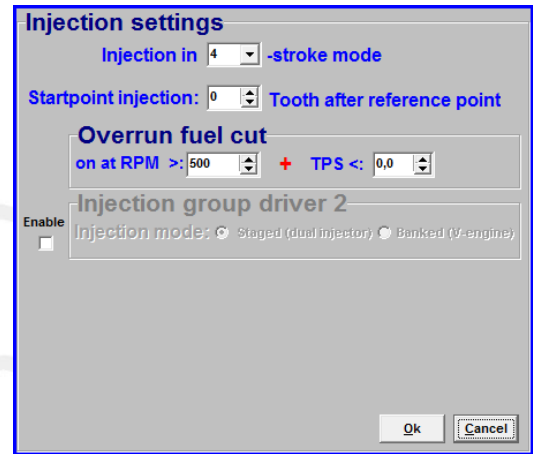 Injection settings
Injection in 4 -stroke mode
Startpoint injection: 0 Tooth after reference point
Overrun fuel cut
on at RPM >: 500 + TPS <: 0,0
Injection group driver 2
Enable
Injection mode: Staged (dual injector) Banked (V-engine)
Ok Cancel